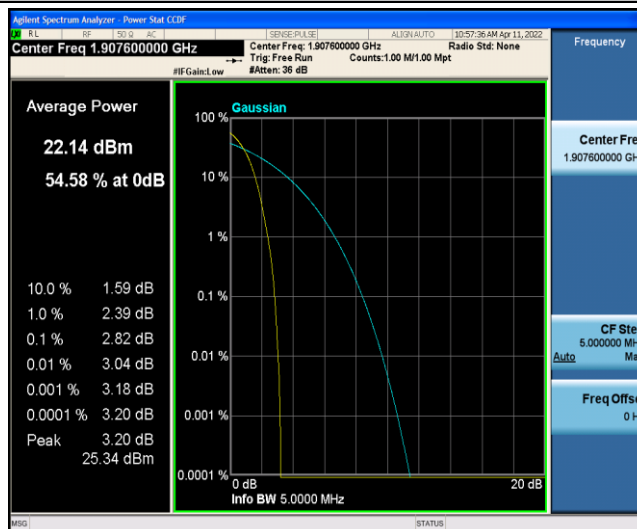 Agilent Spectrum Analyzer - Power Stat CCDF
RL RF 50 Ω AC SENSE:PULSE ALIGNAUTO 10:57:36 AM Apr 11, 2022
Center Freq 1.907600000 GHz
Center Freq: 1.907600000 GHz Radio Std: None
Trig: Free Run Counts:1.00 M/1.00 Mpt
#IFGain:Low #Atten: 36 dB
Frequency
Average Power
22.14 dBm
54.58 % at 0dB
10.0 % 1.59 dB
1.0 % 2.39 dB
0.1 % 2.82 dB
0.01 % 3.04 dB
0.001 % 3.18 dB
0.0001 % 3.20 dB
Peak 3.20 dB
25.34 dBm
Gaussian
100 %
10 %
1 %
0.1 %
0.01 %
0.001 %
0.0001 %
0 dB 20 dB
Info BW 5.0000 MHz
Center Fre
1.907600000 GH
CF Ste
5.000000 MH
Auto Ma
Freq Offs
0 H
MSG STATUS